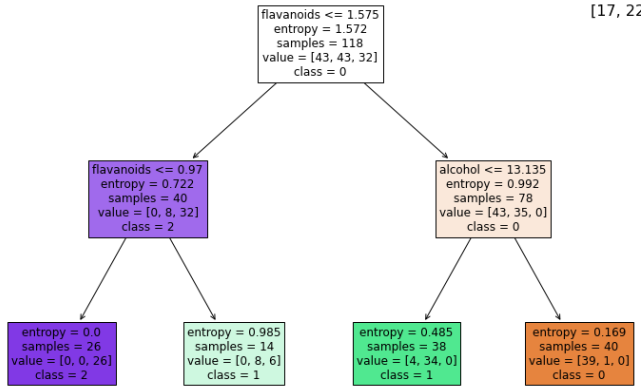 [17, 22
flavanoids <= 1.575
entropy = 1.572
samples = 118
value = [43, 43, 32]
class = 0
flavanoids <= 0.97
entropy = 0.722
samples = 40
value = [0, 8, 32]
class = 2
alcohol <= 13.135
entropy = 0.992
samples = 78
value = [43, 35, 0]
class = 0
entropy = 0.0
samples = 26
value = [0, 0, 26]
class = 2
entropy = 0.985
samples = 14
value = [0, 8, 6]
class = 1
entropy = 0.485
samples = 38
value = [4, 34, 0]
class = 1
entropy = 0.169
samples = 40
value = [39, 1, 0]
class = 0